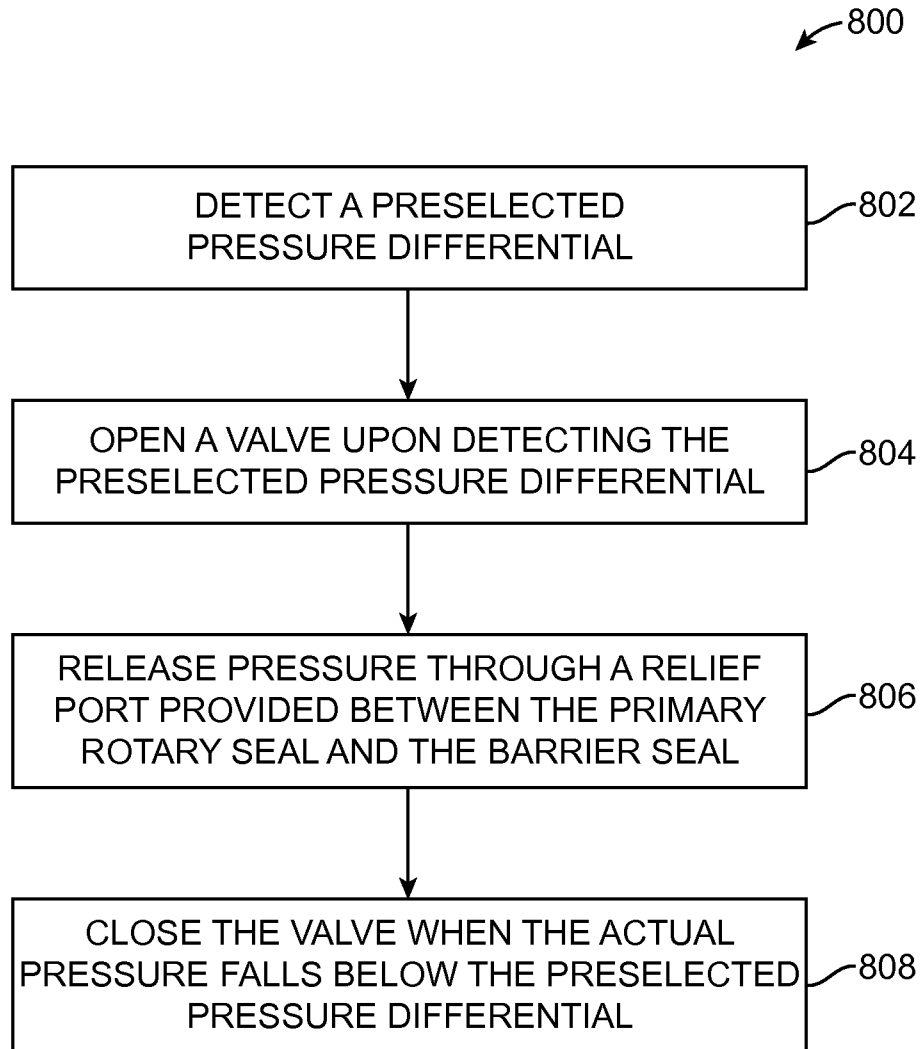 800
DETECT A PRESELECTED
PRESSURE DIFFERENTIAL
802
OPEN A VALVE UPON DETECTING THE
PRESELECTED PRESSURE DIFFERENTIAL
804
RELEASE PRESSURE THROUGH A RELIEF
PORT PROVIDED BETWEEN THE PRIMARY
ROTARY SEAL AND THE BARRIER SEAL
806
CLOSE THE VALVE WHEN THE ACTUAL
PRESSURE FALLS BELOW THE PRESELECTED
PRESSURE DIFFERENTIAL
808